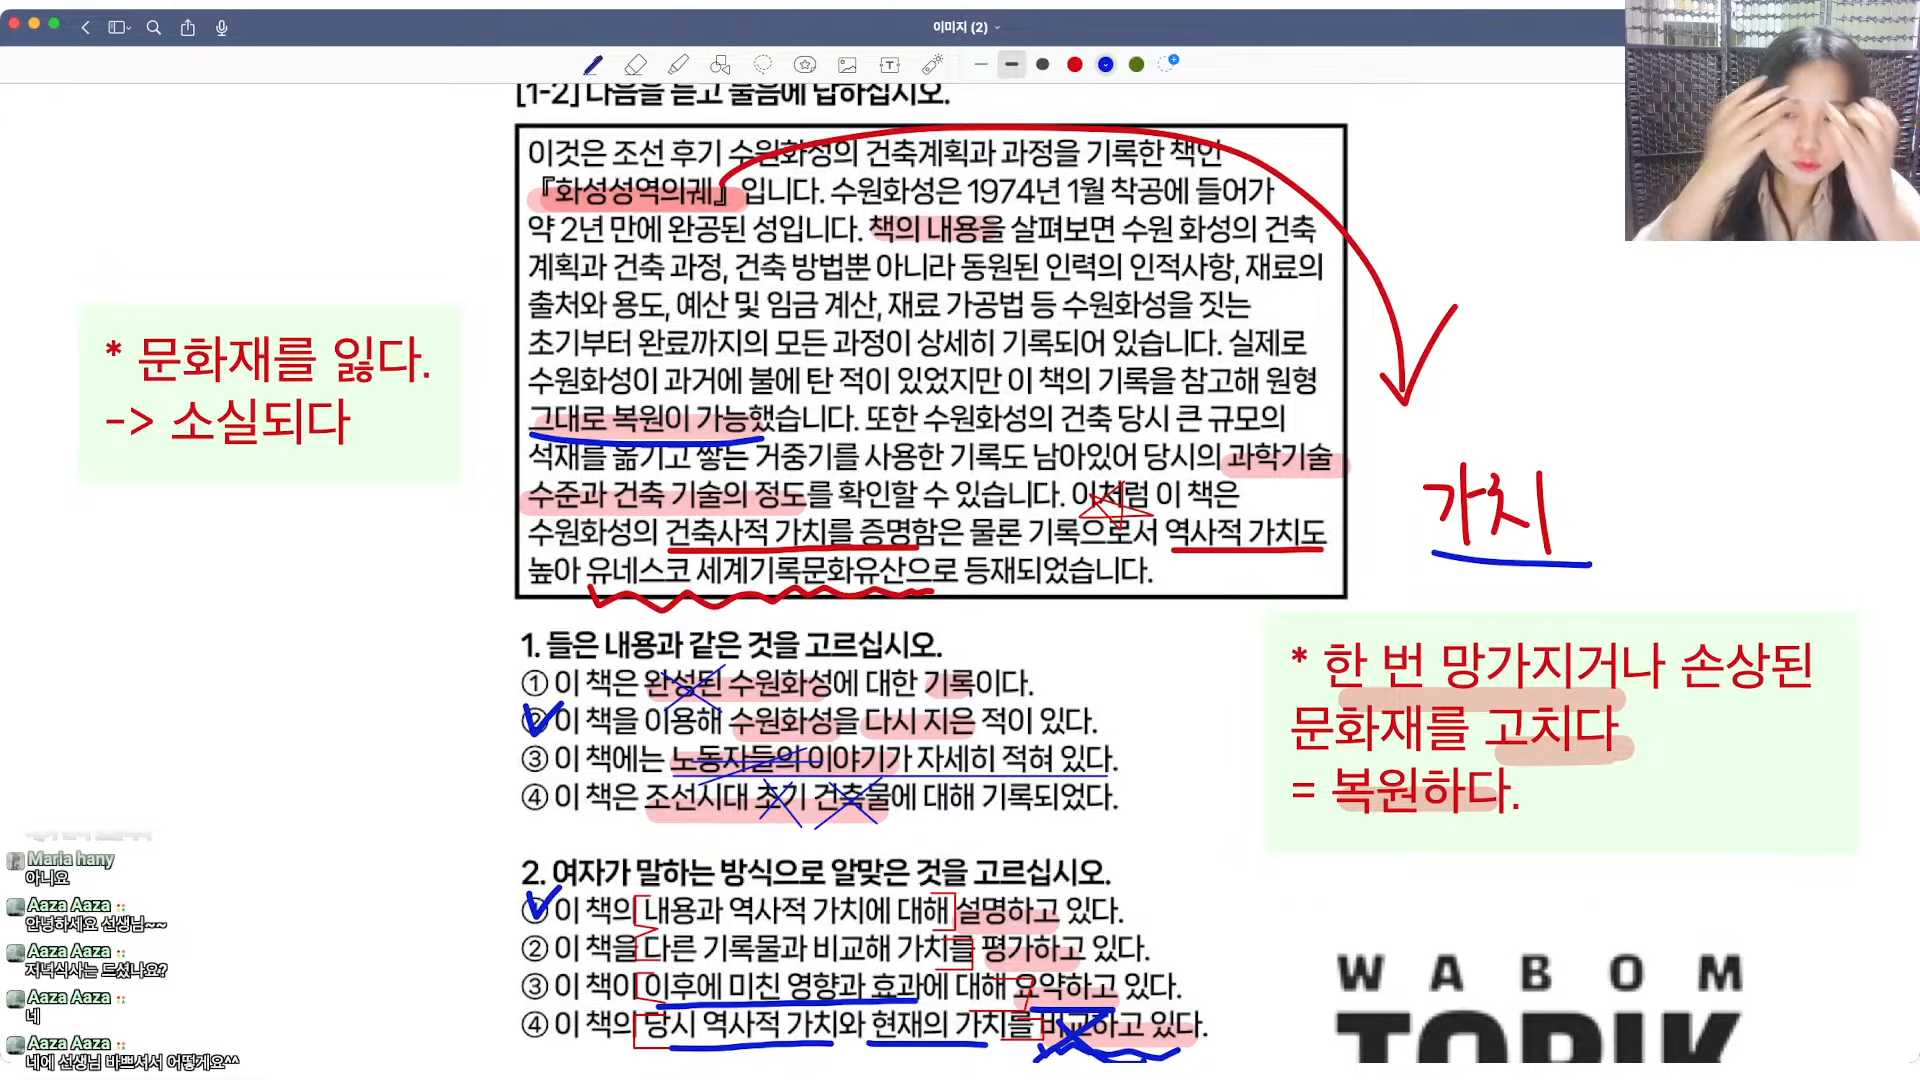 이미지 (2)
[1-2] 다음을 듣고 물음에 답하십시오.
이것은 조선 후기 수원화성의 건축계획과 과정을 기록한 책인
『화성성역의궤』입니다. 수원화성은 1974년 1월 착공에 들어가
약 2년 만에 완공된 성입니다. 책의 내용을 살펴보면 수원 화성의 건축
계획과 건축 과정, 건축 방법뿐 아니라 동원된 인력의 인적사항, 재료의
출처와 용도, 예산 및 임금 계산, 재료 가공법 등 수원화성을 짓는
초기부터 완료까지의 모든 과정이 상세히 기록되어 있습니다. 실제로
수원화성이 과거에 불에 탄 적이 있었지만 이 책의 기록을 참고해 원형
그대로 복원이 가능했습니다. 또한 수원화성의 건축 당시 큰 규모의
석재를 옮기고 쌓는 거중기를 사용한 기록도 남아있어 당시의 과학기술
수준과 건축 기술의 정도를 확인할 수 있습니다. 이처럼 이 책은
수원화성의 건축사적 가치를 증명함은 물론 기록으로서 역사적 가치도
높아 유네스코 세계기록문화유산으로 등재되었습니다.
* 문화재를 잃다.
-> 소실되다
가치
* 한 번 망가지거나 손상된
문화재를 고치다
= 복원하다.
1. 들은 내용과 같은 것을 고르십시오.
① 이 책은 완성된 수원화성에 대한 기록이다.
② 이 책을 이용해 수원화성을 다시 지은 적이 있다.
③ 이 책에는 노동자들의 이야기가 자세히 적혀 있다.
④ 이 책은 조선시대 초기 건축물에 대해 기록되었다.
2. 여자가 말하는 방식으로 알맞은 것을 고르십시오.
① 이 책의 내용과 역사적 가치에 대해 설명하고 있다.
② 이 책을 다른 기록물과 비교해 가치를 평가하고 있다.
③ 이 책이 이후에 미친 영향과 효과에 대해 요약하고 있다.
④ 이 책의 당시 역사적 가치와 현재의 가치를 비교하고 있다.
Maria hany
아니요
Aaza Aaza
안녕하세요 선생님~~
Aaza Aaza
저녁식사는 드셨나요?
Aaza Aaza
네
Aaza Aaza
네에 선생님 바쁘셔서 어떻게요^^
WABOM
TOPIK